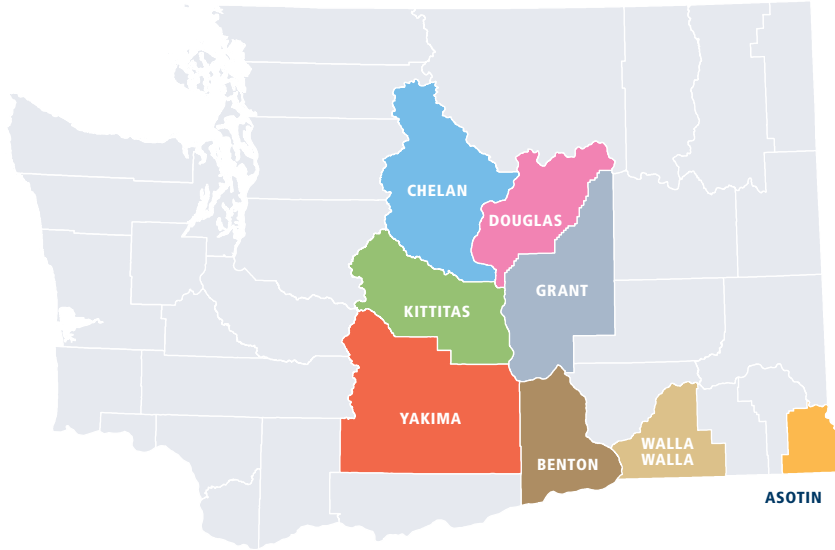 CHELAN
DOUGLAS
GRANT
KITTITAS
YAKIMA
BENTON
WALLA
WALLA
ASOTIN